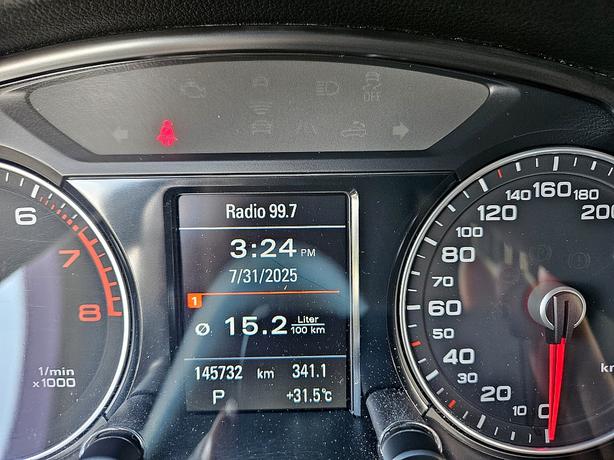 OFF
Radio 99.7
3:24 PM
7/31/2025
1
Ø 15.2 Liter
100 km
145732 km 341.1
P +31.5°C
6
7
8
1/min
x 1000
0
10
20
30
40
50
60
80
100
120
140
160
180
200